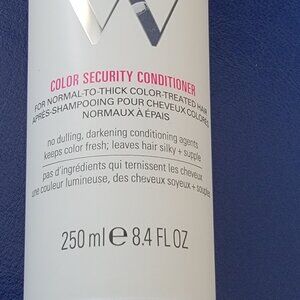 W
COLOR SECURITY CONDITIONER
FOR NORMAL-TO-THICK COLOR-TREATED HAIR
APRÈS-SHAMPOOING POUR CHEVEUX COLORÉS
NORMAUX À ÉPAIS
no dulling, darkening conditioning agents
keeps color fresh; leaves hair silky + supple
pas d'ingrédients qui ternissent les cheveux
une couleur lumineuse, des cheveux soyeux + souples
250 ml e 8.4 FL OZ